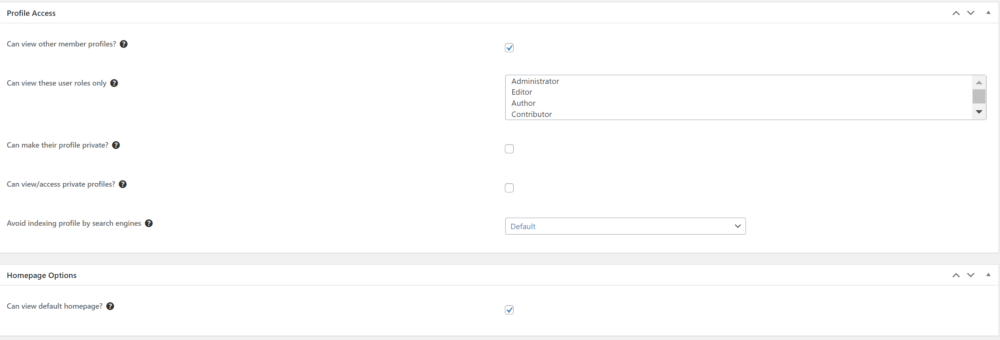 Profile Access
Can view other member profiles? ?
Can view these user roles only ?
Administrator
Editor
Author
Contributor
Can make their profile private? ?
Can view/access private profiles? ?
Avoid indexing profile by search engines ?
Default
Homepage Options
Can view default homepage? ?